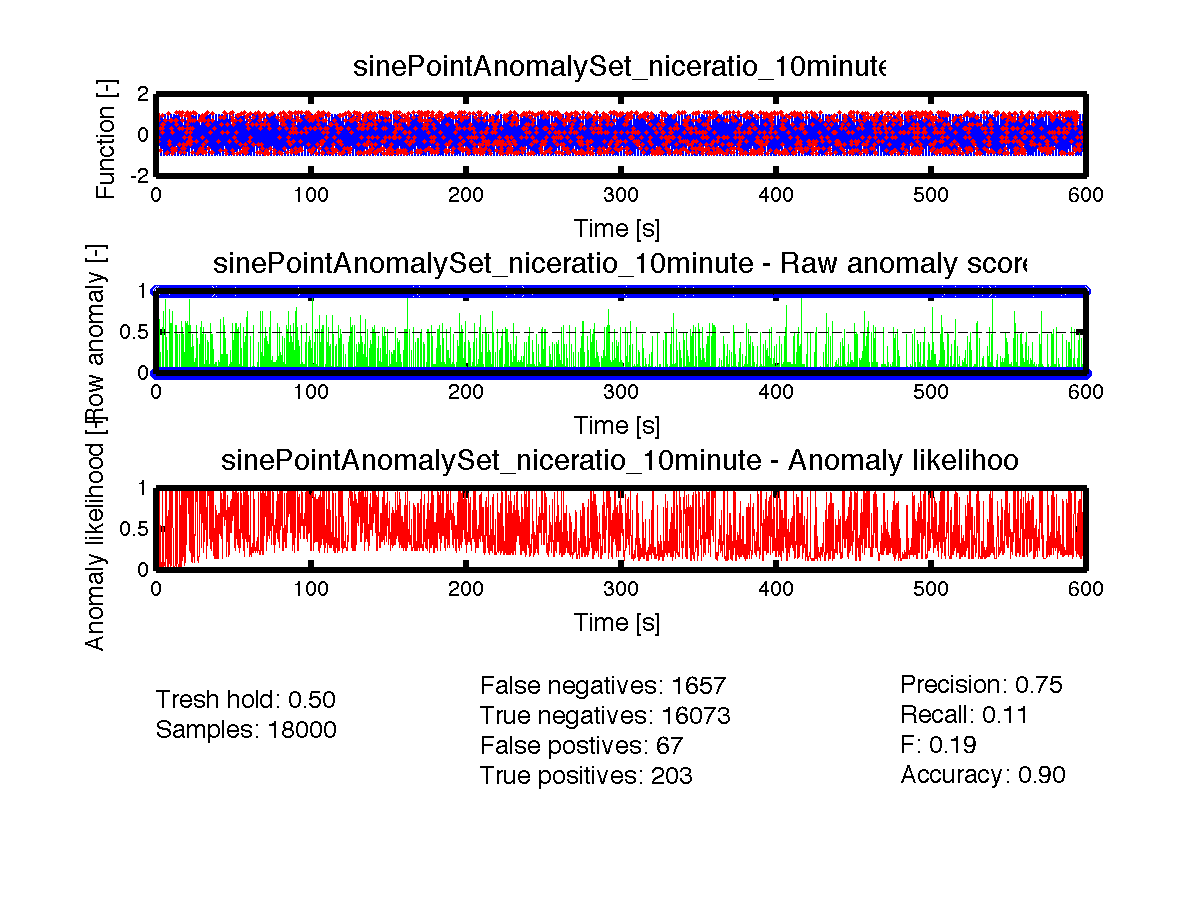 sinePointAnomalySet_niceratio_10minute
Function [-]
2
0
-2
0 100 200 300 400 500 600
Time [s]
sinePointAnomalySet_niceratio_10minute - Raw anomaly score
Row anomaly [-]
1
0.5
0
0 100 200 300 400 500 600
Time [s]
sinePointAnomalySet_niceratio_10minute - Anomaly likelihoo
Anomaly likelihood [-]
1
0.5
0
0 100 200 300 400 500 600
Time [s]
Tresh hold: 0.50
Samples: 18000
False negatives: 1657
True negatives: 16073
False postives: 67
True positives: 203
Precision: 0.75
Recall: 0.11
F: 0.19
Accuracy: 0.90